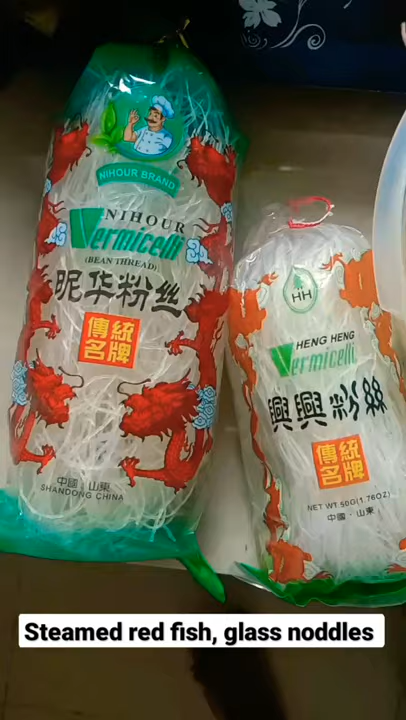 NIHOUR BRAND
NIHOUR
Vermicelli
(BEAN THREAD)
昵华粉丝
傳統
名牌
中國·山東
SHANDONG CHINA
HH
HENG HENG
Vermicelli
興興粉絲
傳統
名牌
NET WT 50G(1.76OZ)
中國·山東
Steamed red fish, glass noddles